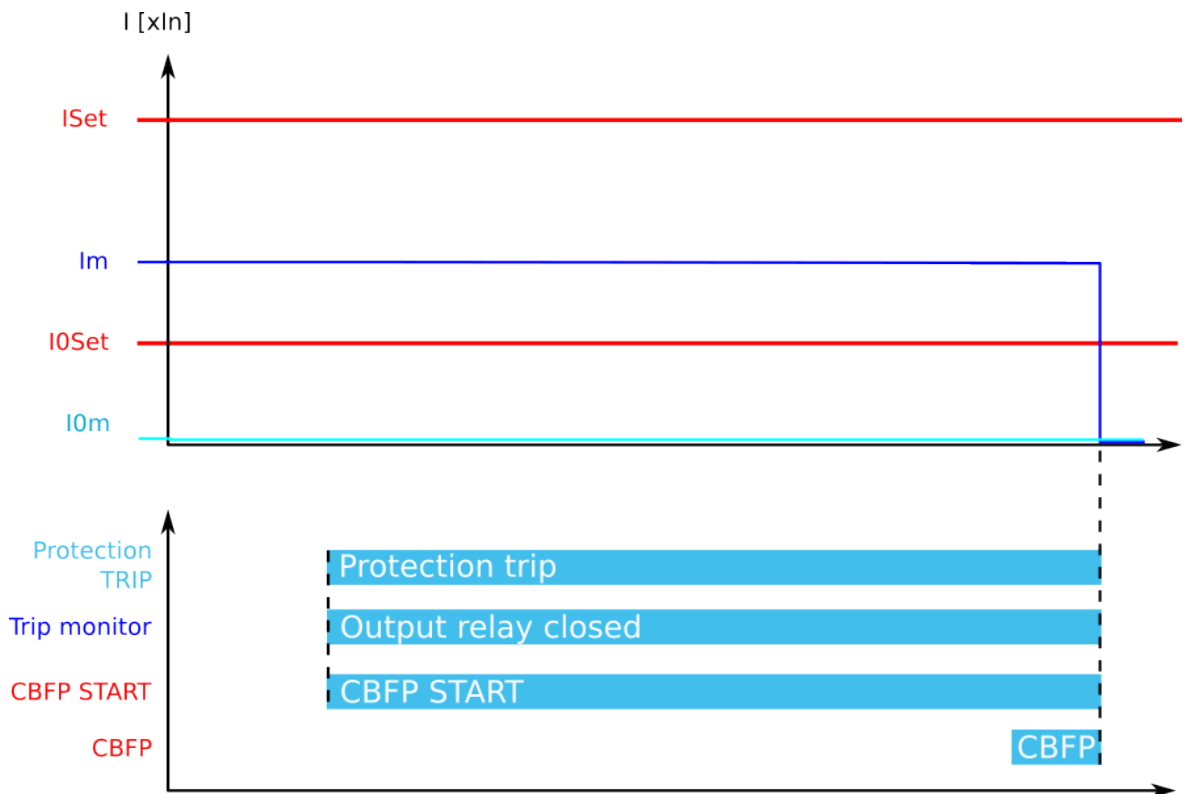 I [xIn]
ISet
Im
I0Set
I0m
Protection
TRIP
Protection trip
Trip monitor
Output relay closed
CBFP START
CBFP START
CBFP
CBFP